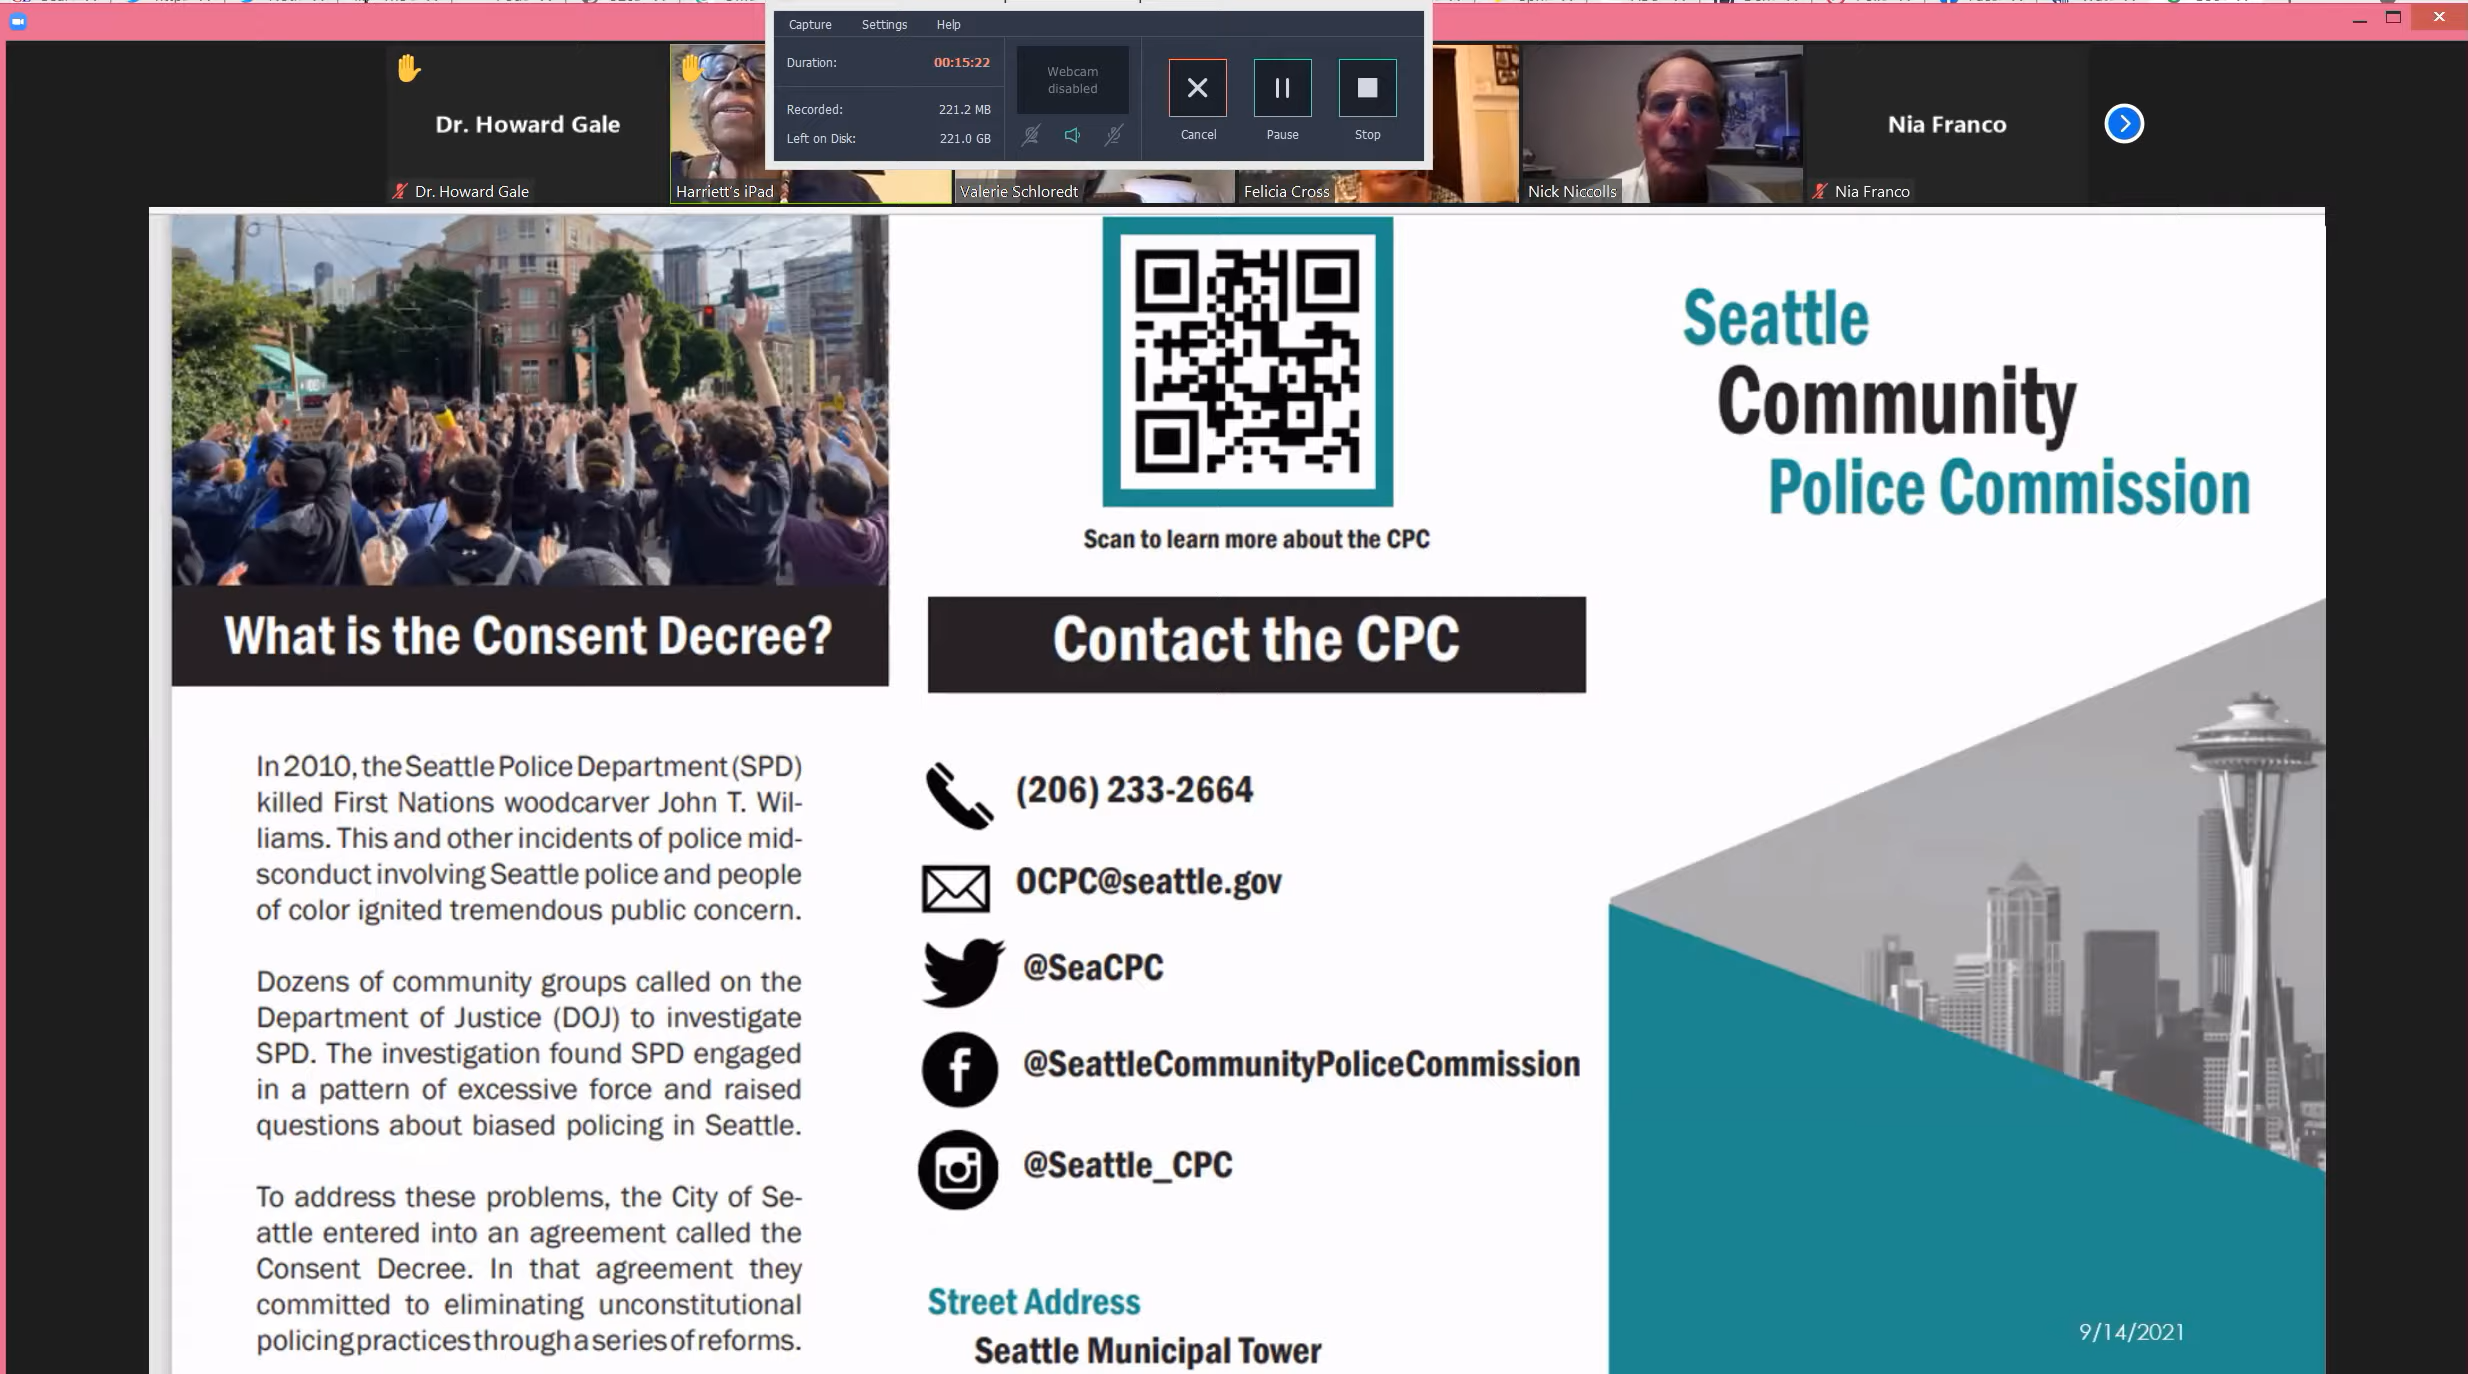 Capture Settings Help
Duration: 00:15:22
Recorded: 221.2 MB
Left on Disk: 221.0 GB
Webcam
disabled
Cancel Pause Stop
Dr. Howard Gale
Dr. Howard Gale
Harriett's iPad
Valerie Schloredt
Felicia Cross
Nick Niccolls
Nia Franco
Nia Franco
What is the Consent Decree?
In 2010, the Seattle Police Department (SPD)
killed First Nations woodcarver John T. Wil-
liams. This and other incidents of police mid-
sconduct involving Seattle police and people
of color ignited tremendous public concern.
Dozens of community groups called on the
Department of Justice (DOJ) to investigate
SPD. The investigation found SPD engaged
in a pattern of excessive force and raised
questions about biased policing in Seattle.
To address these problems, the City of Se-
attle entered into an agreement called the
Consent Decree. In that agreement they
committed to eliminating unconstitutional
policing practices through a series of reforms.
Scan to learn more about the CPC
Contact the CPC
(206) 233-2664
OCPC@seattle.gov
@SeaCPC
@SeattleCommunityPoliceCommission
@Seattle_CPC
Street Address
Seattle Municipal Tower
Seattle
Community
Police Commission
9/14/2021